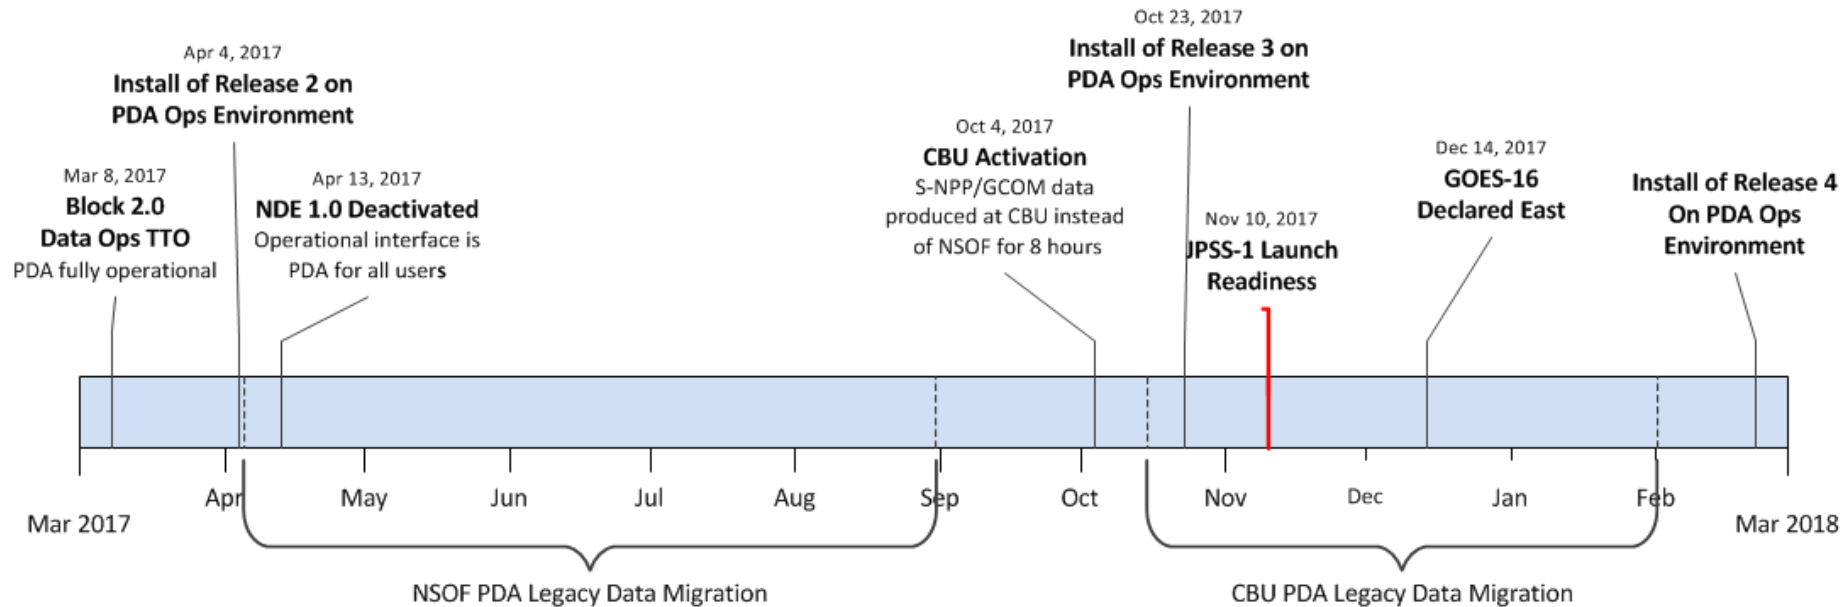 Mar 8, 2017
Block 2.0
Data Ops TTO
PDA fully operational
Apr 4, 2017
Install of Release 2 on
PDA Ops Environment
Apr 13, 2017
NDE 1.0 Deactivated
Operational interface is
PDA for all users
Oct 4, 2017
CBU Activation
S-NPP/GCOM data
produced at CBU instead
of NSOF for 8 hours
Oct 23, 2017
Install of Release 3 on
PDA Ops Environment
Nov 10, 2017
JPSS-1 Launch
Readiness
Dec 14, 2017
GOES-16
Declared East
Install of Release 4
On PDA Ops
Environment
Mar 2017
Apr
May
Jun
Jul
Aug
Sep
Oct
Nov
Dec
Jan
Feb
Mar 2018
NSOF PDA Legacy Data Migration
CBU PDA Legacy Data Migration